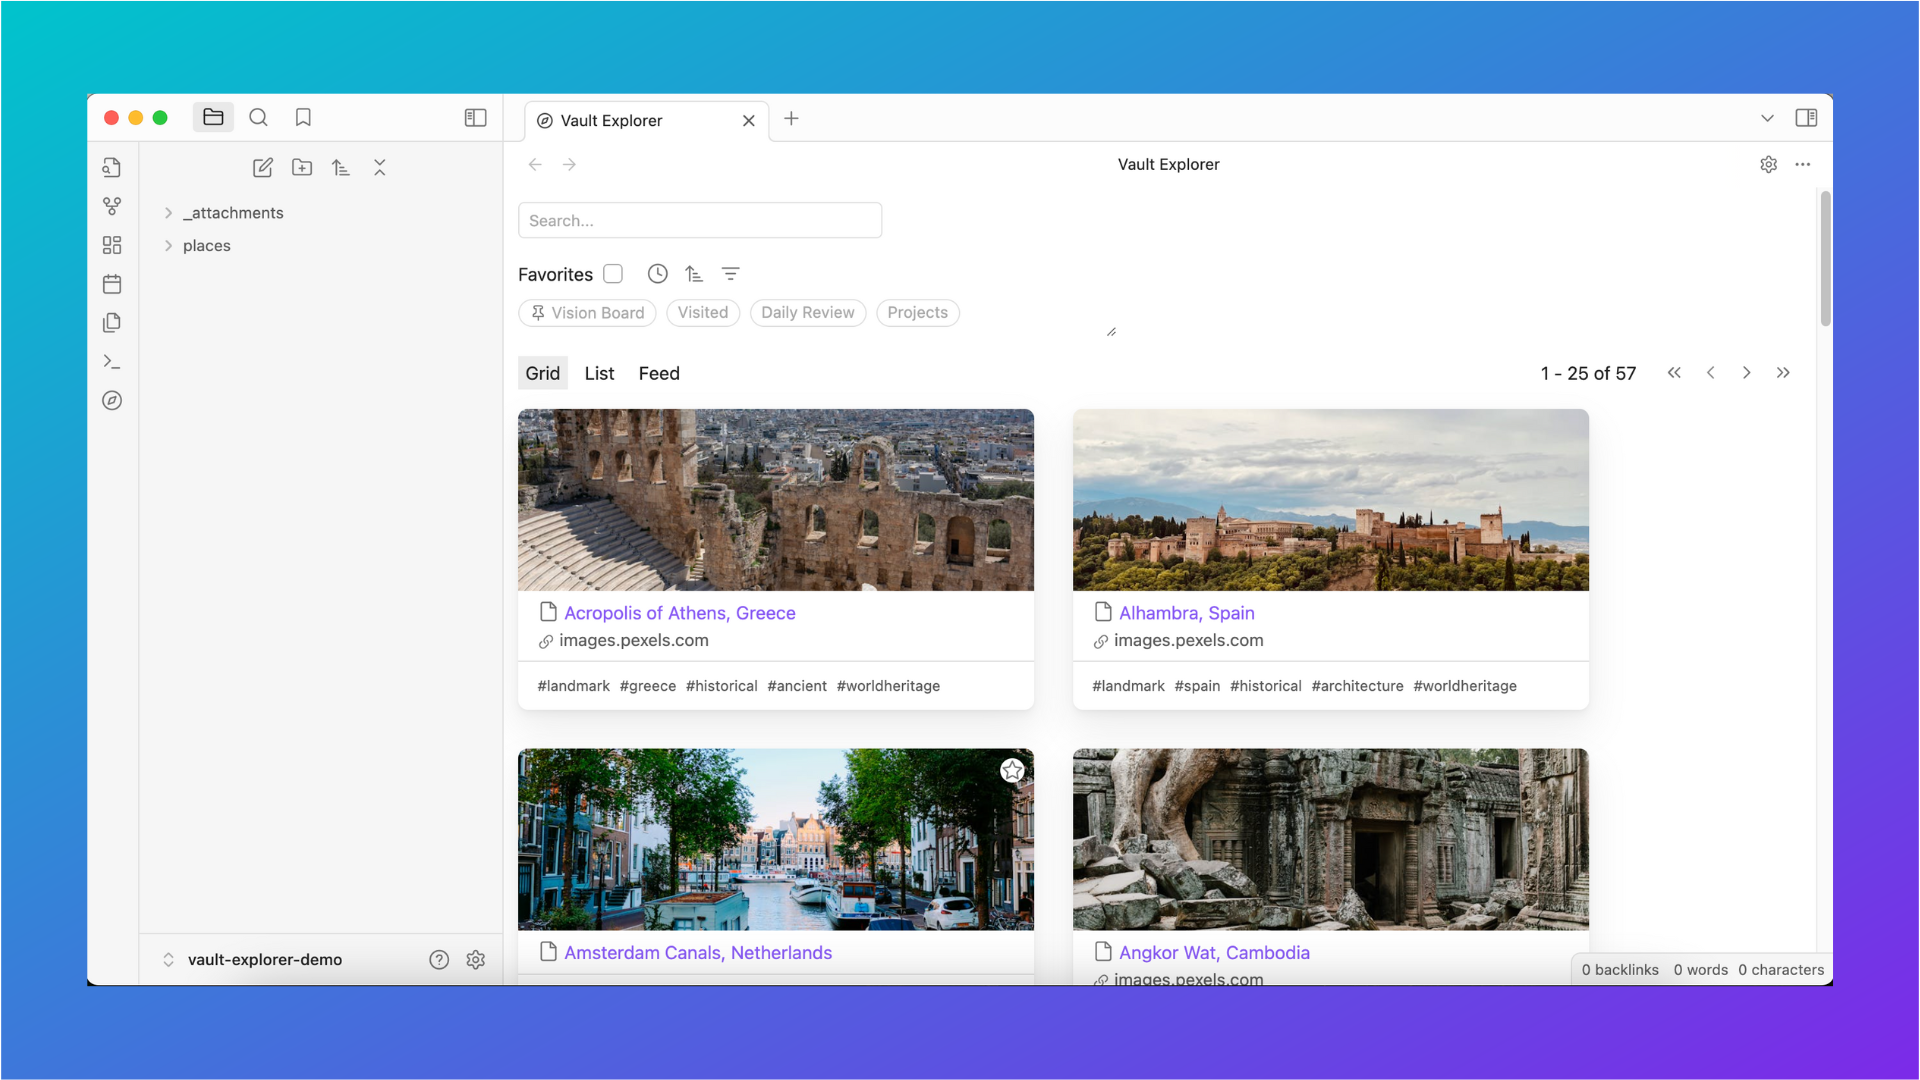 Vault Explorer
Vault Explorer
_attachments
places
Search...
Favorites
Vision Board Visited Daily Review Projects
Grid List Feed 1 - 25 of 57
Acropolis of Athens, Greece
images.pexels.com
#landmark #greece #historical #ancient #worldheritage
Alhambra, Spain
images.pexels.com
#landmark #spain #historical #architecture #worldheritage
Amsterdam Canals, Netherlands
Angkor Wat, Cambodia
images.pexels.com
vault-explorer-demo
0 backlinks 0 words 0 characters